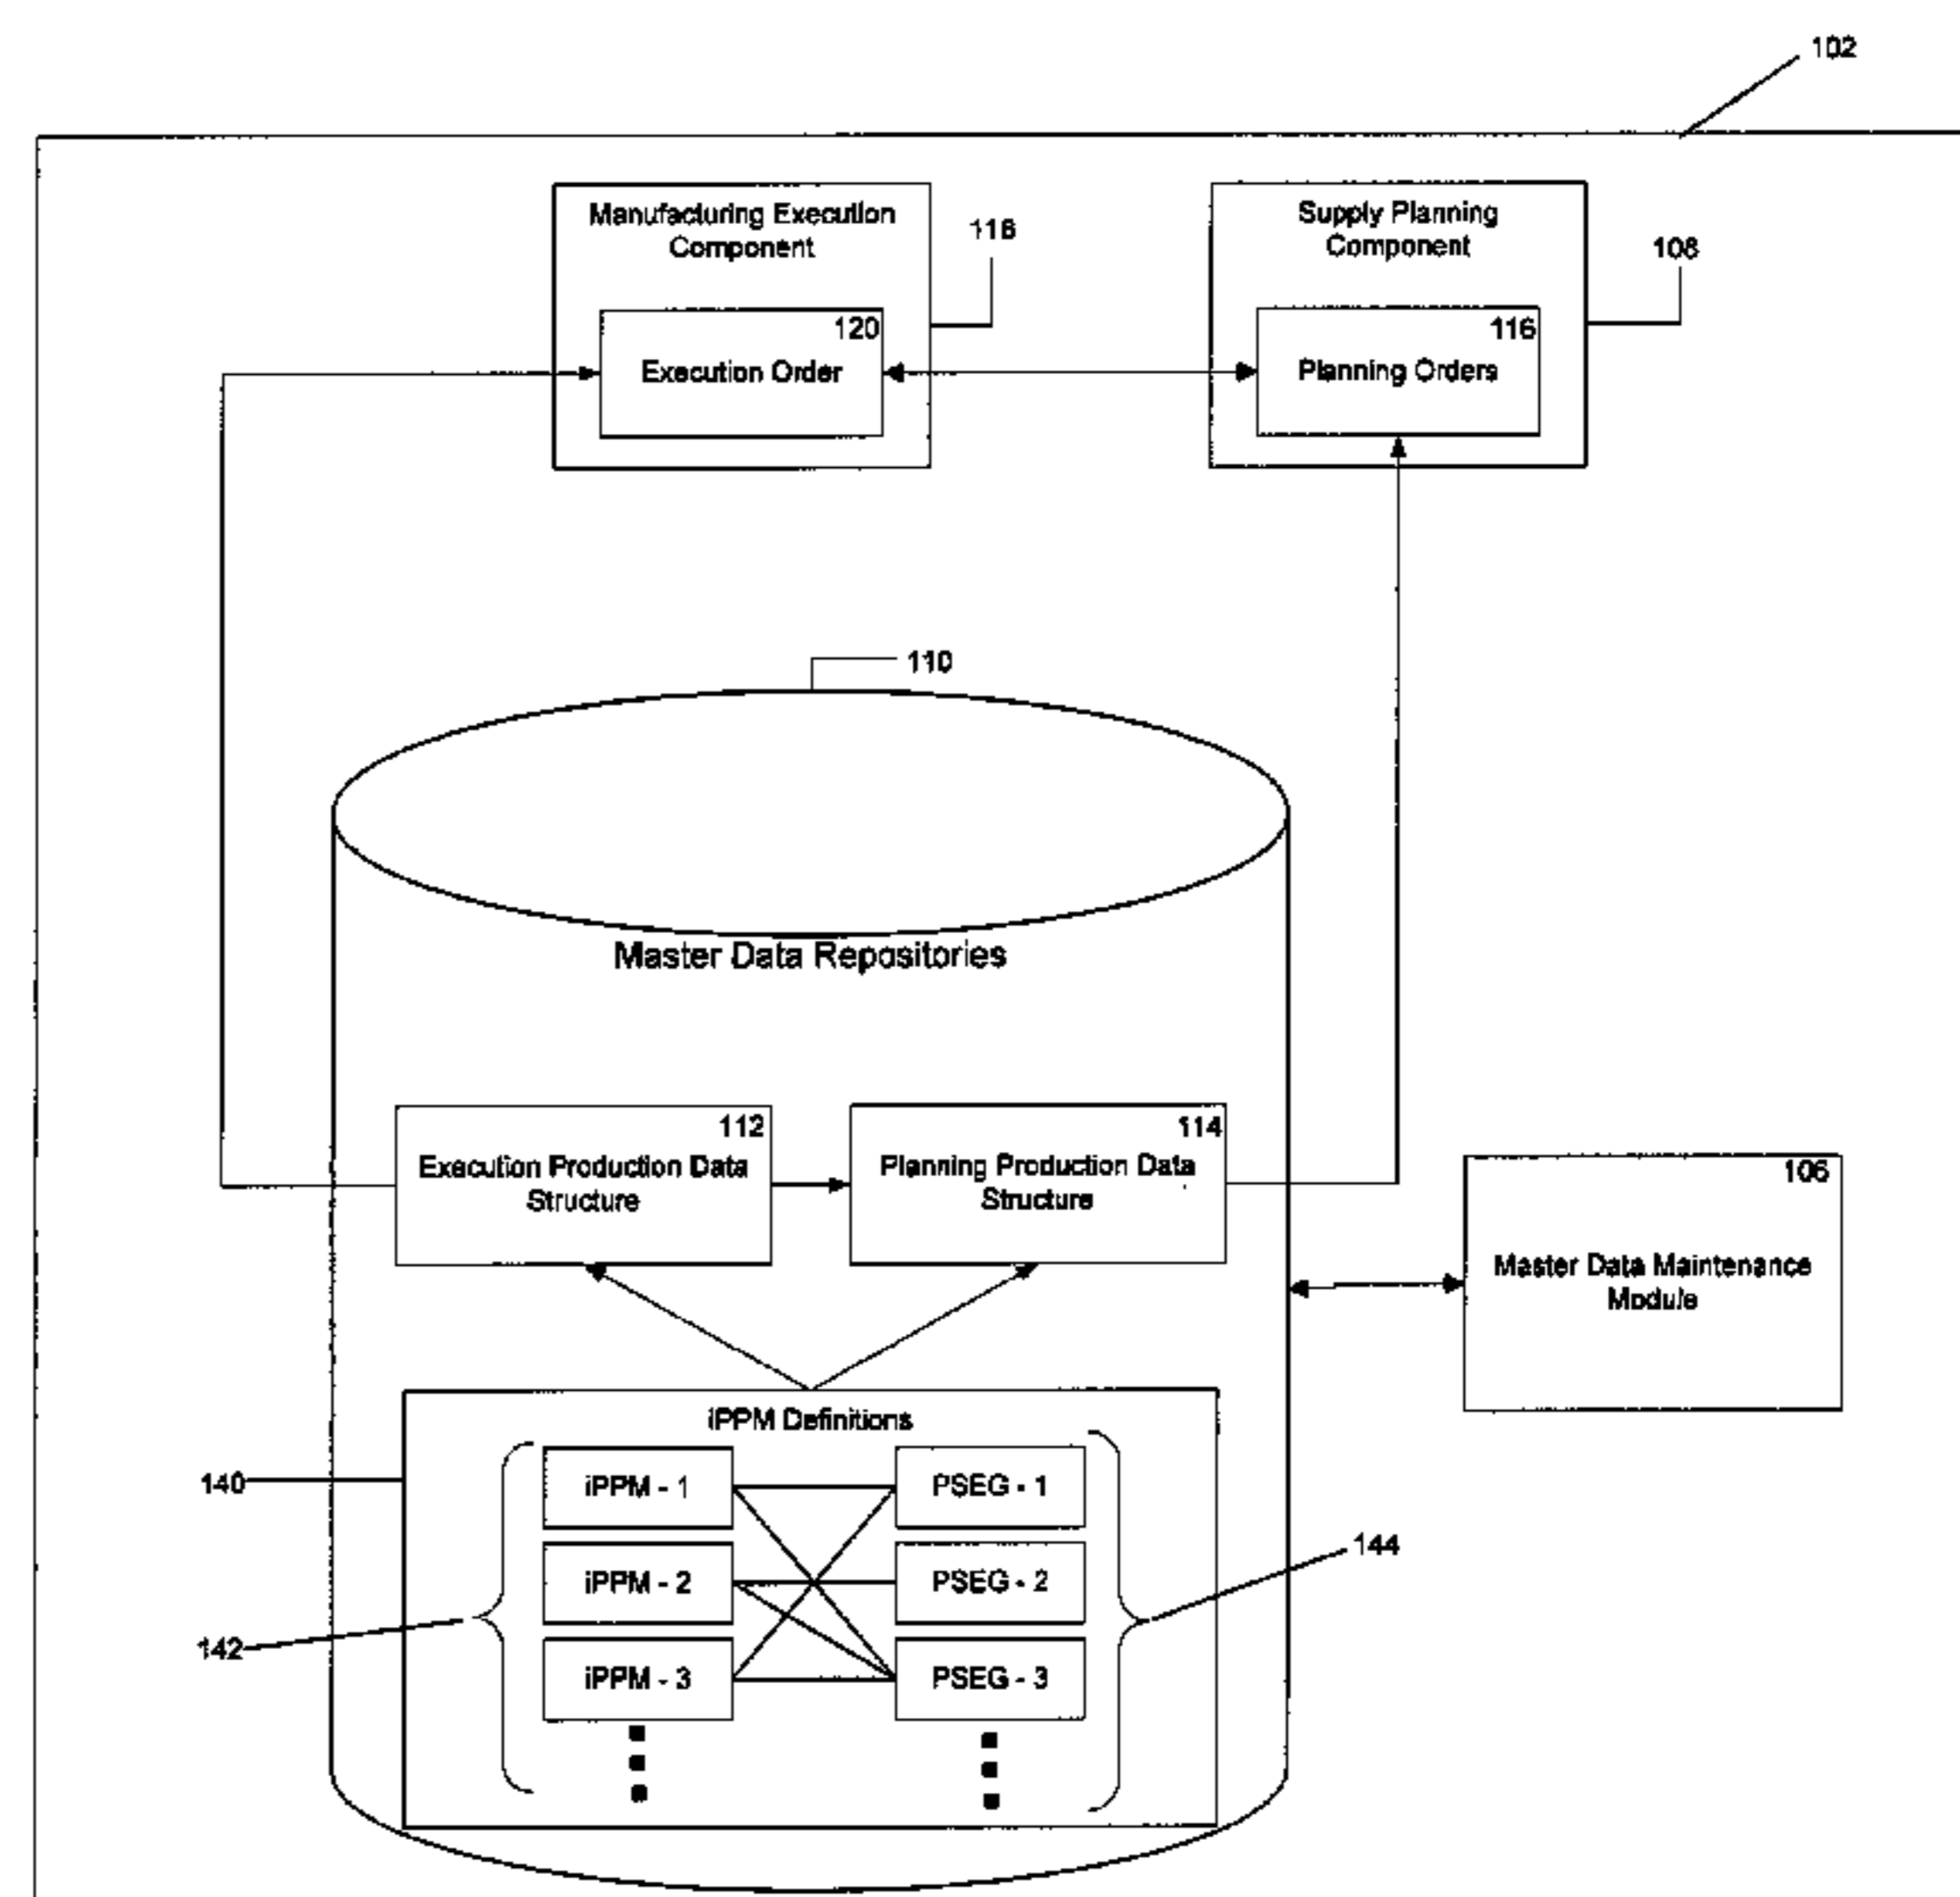 102
Manufacturing Execution
Component
118
120
Execution Order
Supply Planning
Component
108
116
Planning Orders
110
Master Data Repositories
112
Execution Production Data
Structure
114
Planning Production Data
Structure
106
Master Data Maintenance
Module
iPPM Definitions
140
iPPM - 1
PSEG - 1
iPPM - 2
PSEG - 2
144
142
iPPM - 3
PSEG - 3